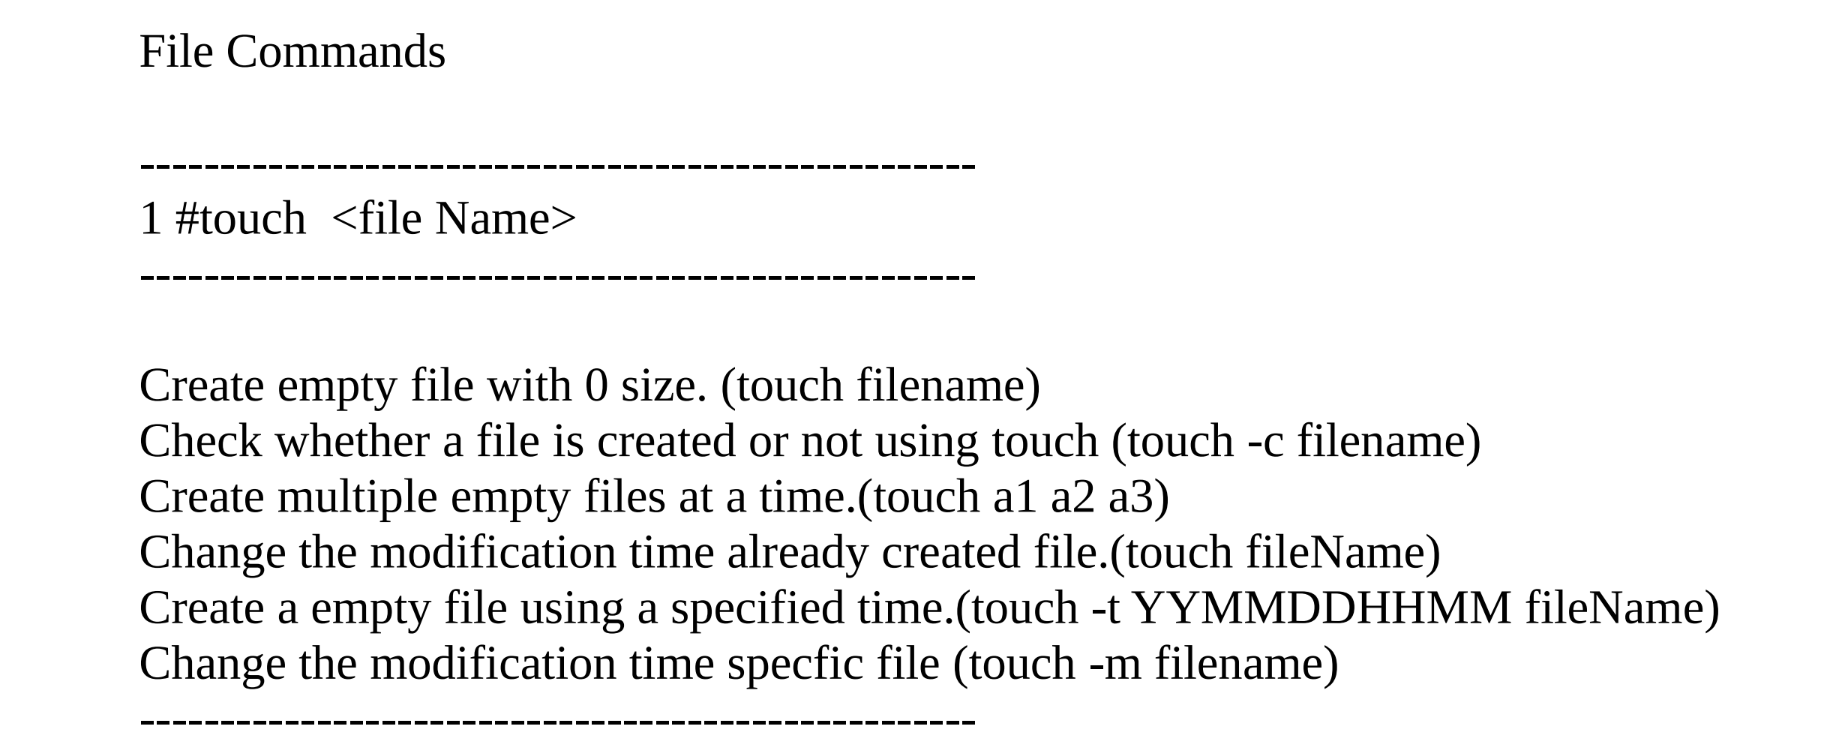 File Commands
----------------------------------------------------
1 #touch  <file Name>
----------------------------------------------------
Create empty file with 0 size. (touch filename)
Check whether a file is created or not using touch (touch -c filename)
Create multiple empty files at a time.(touch a1 a2 a3)
Change the modification time already created file.(touch fileName)
Create a empty file using a specified time.(touch -t YYMMDDHHMM fileName)
Change the modification time specfic file (touch -m filename)
----------------------------------------------------